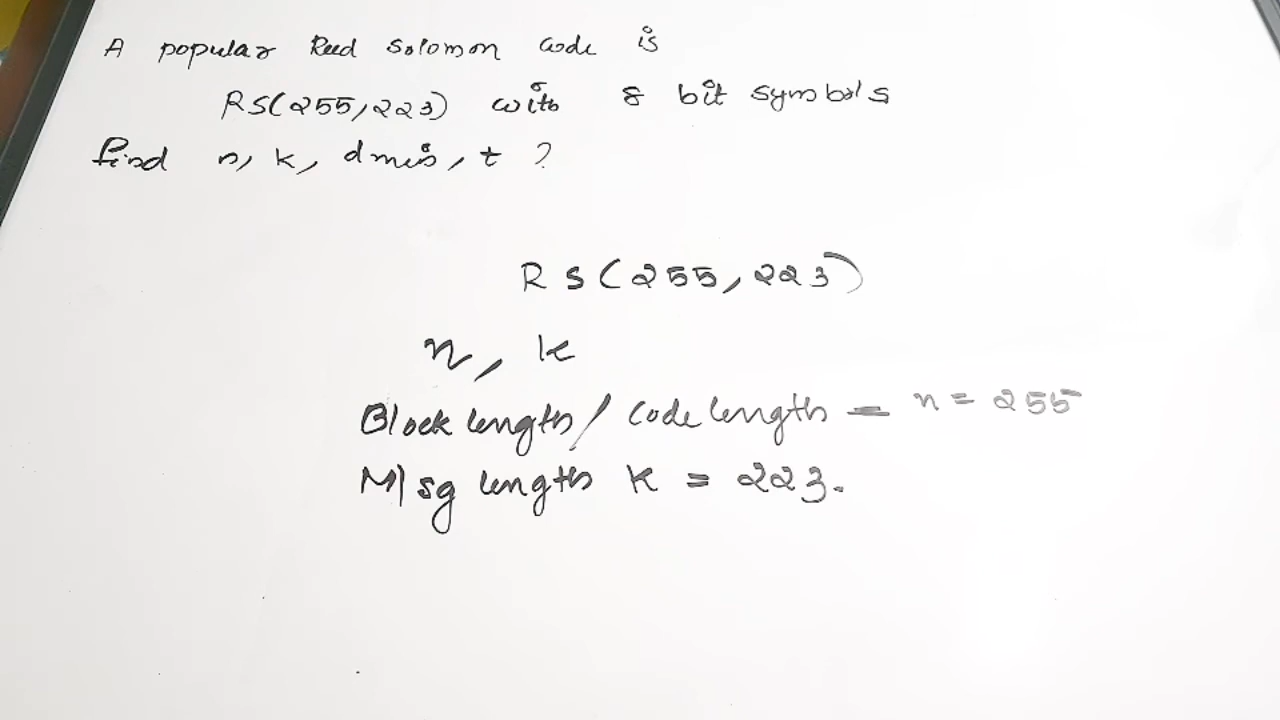 A popular Reed Solomon code is
RS(255,223) with 8 bit symbols
find n, k, dmin, t ?
RS(255,223)
n, k
Block length/ Code length - n = 255
M/sg length k = 223.